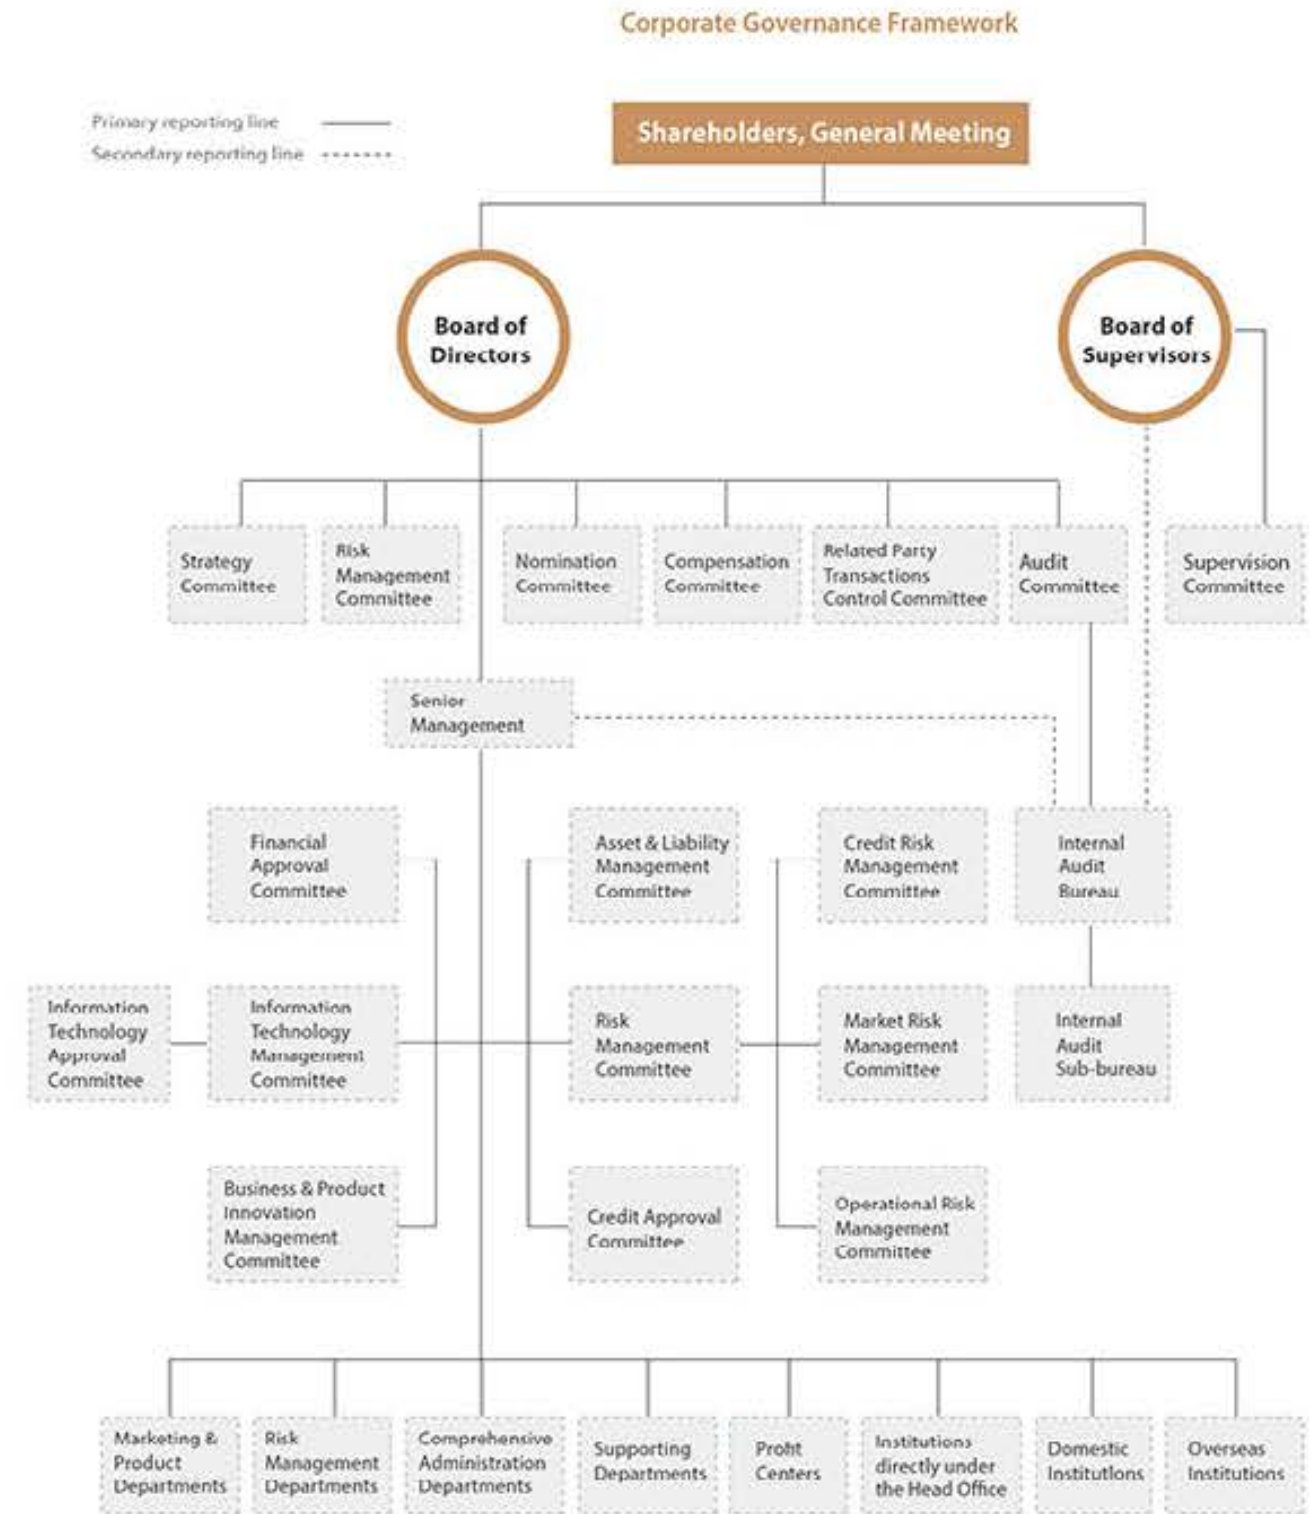 Corporate Governance Framework
Primary reporting line
Secondary reporting line
Shareholders, General Meeting
Board of
Directors
Board of
Supervisors
Strategy
Committee
Risk
Management
Committee
Nomination
Committee
Compensation
Committee
Related Party
Transactions
Control Committee
Audit
Committee
Supervision
Committee
Senior
Management
Financial
Approval
Committee
Asset & Liability
Management
Committee
Credit Risk
Management
Committee
Internal
Audit
Bureau
Information
Technology
Approval
Committee
Information
Technology
Management
Committee
Risk
Management
Committee
Market Risk
Management
Committee
Internal
Audit
Sub-bureau
Business & Product
Innovation
Management
Committee
Credit Approval
Committee
Operational Risk
Management
Committee
Marketing &
Product
Departments
Risk
Management
Departments
Comprehensive
Administration
Departments
Supporting
Departments
Profit
Centers
Institutions
directly under
the Head Office
Domestic
Institutions
Overseas
Institutions